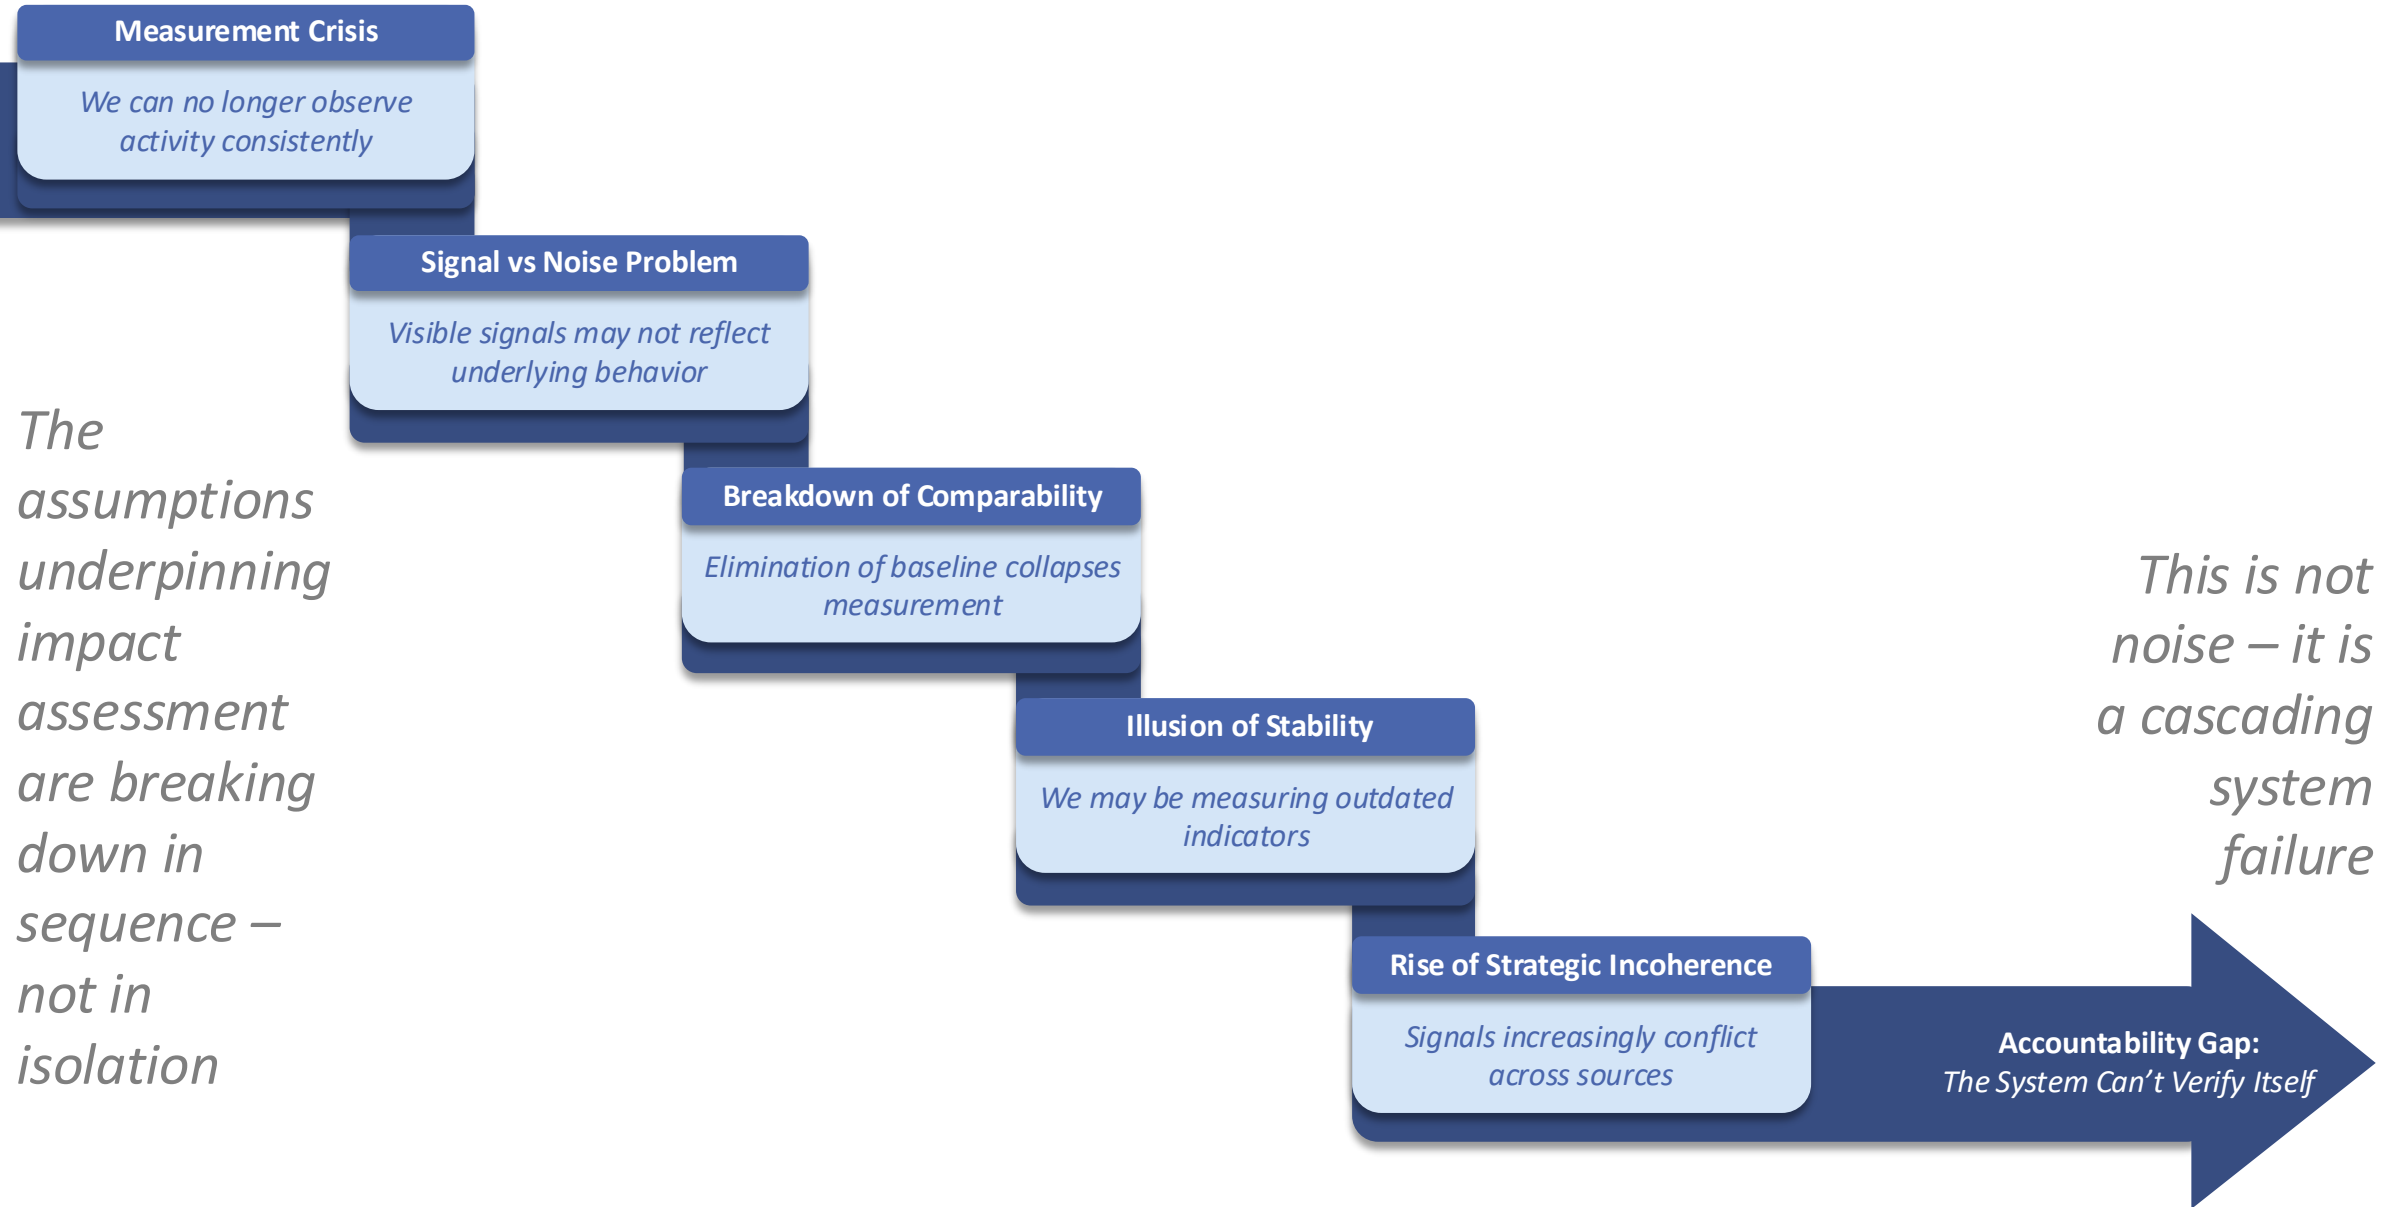 Measurement Crisis
We can no longer observe
activity consistently
Signal vs Noise Problem
Visible signals may not reflect
underlying behavior
Breakdown of Comparability
Elimination of baseline collapses
measurement
Illusion of Stability
We may be measuring outdated
indicators
Rise of Strategic Incoherence
Signals increasingly conflict
across sources
Accountability Gap:
The System Can’t Verify Itself
The
assumptions
underpinning
impact
assessment
are breaking
down in
sequence –
not in
isolation
This is not
noise – it is
a cascading
system
failure